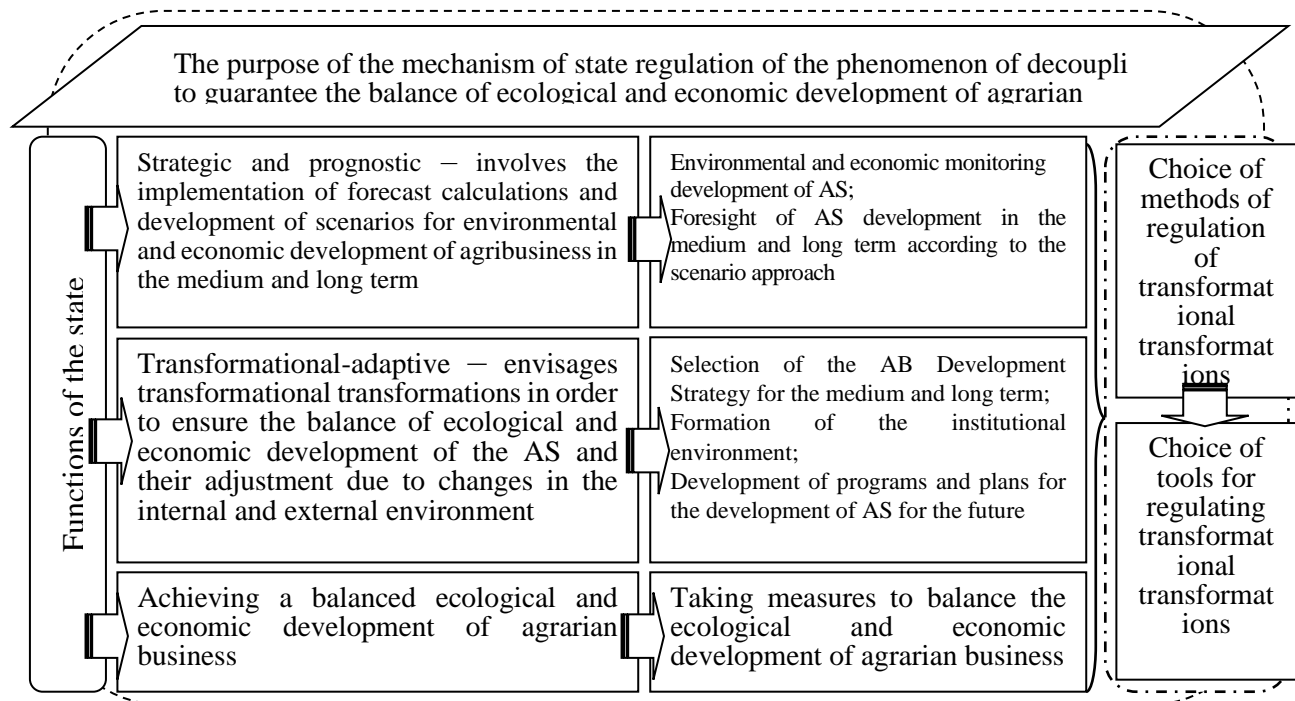 The purpose of the mechanism of state regulation of the phenomenon of decoupli
to guarantee the balance of ecological and economic development of agrarian
Functions of the state
Strategic and prognostic – involves the
implementation of forecast calculations and
development of scenarios for environmental
and economic development of agribusiness in
the medium and long term
Environmental and economic monitoring
development of AS;
Foresight of AS development in the
medium and long term according to the
scenario approach
Transformational-adaptive – envisages
transformational transformations in order
to ensure the balance of ecological and
economic development of the AS and
their adjustment due to changes in the
internal and external environment
Selection of the AB Development
Strategy for the medium and long term;
Formation of the institutional
environment;
Development of programs and plans for
the development of AS for the future
Achieving a balanced ecological and
economic development of agrarian
business
Taking measures to balance the
ecological and economic
development of agrarian business
Choice of
methods of
regulation
of
transformat
ional
transformat
ions
Choice of
tools for
regulating
transformat
ional
transformat
ions